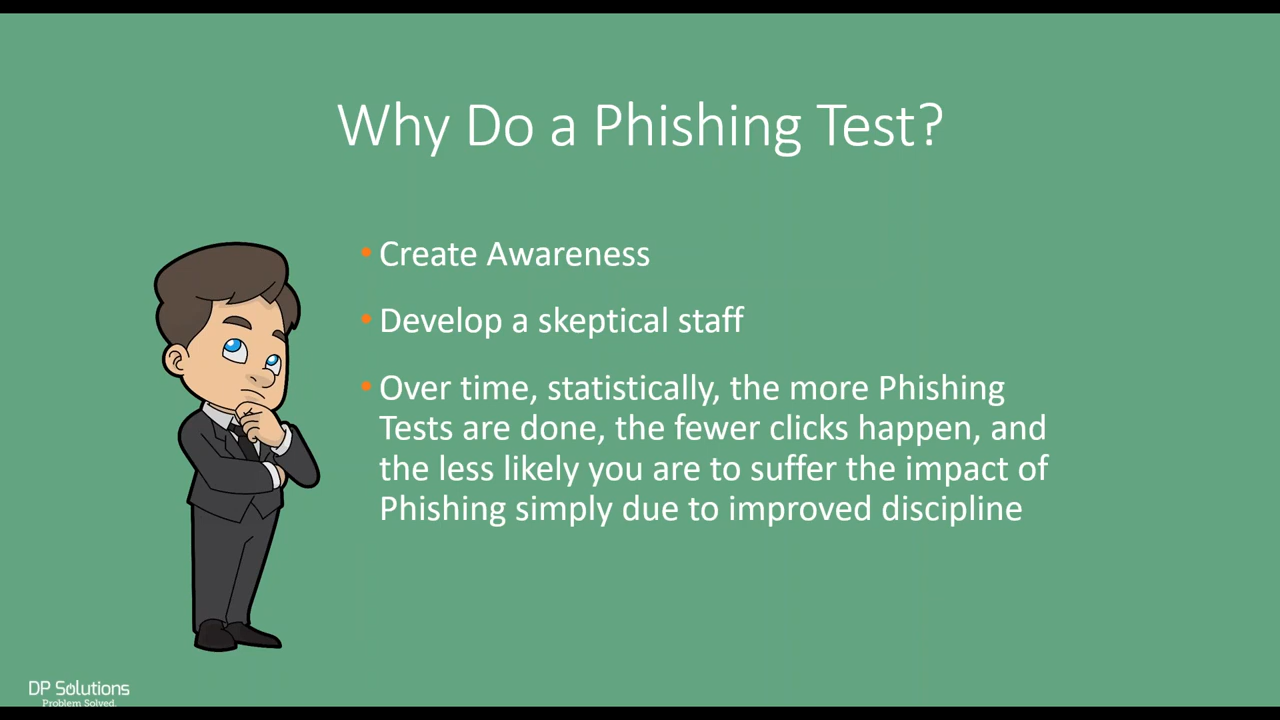 Why Do a Phishing Test?
• Create Awareness
• Develop a skeptical staff
• Over time, statistically, the more Phishing
Tests are done, the fewer clicks happen, and
the less likely you are to suffer the impact of
Phishing simply due to improved discipline
DP Solutions
Problem Solved.